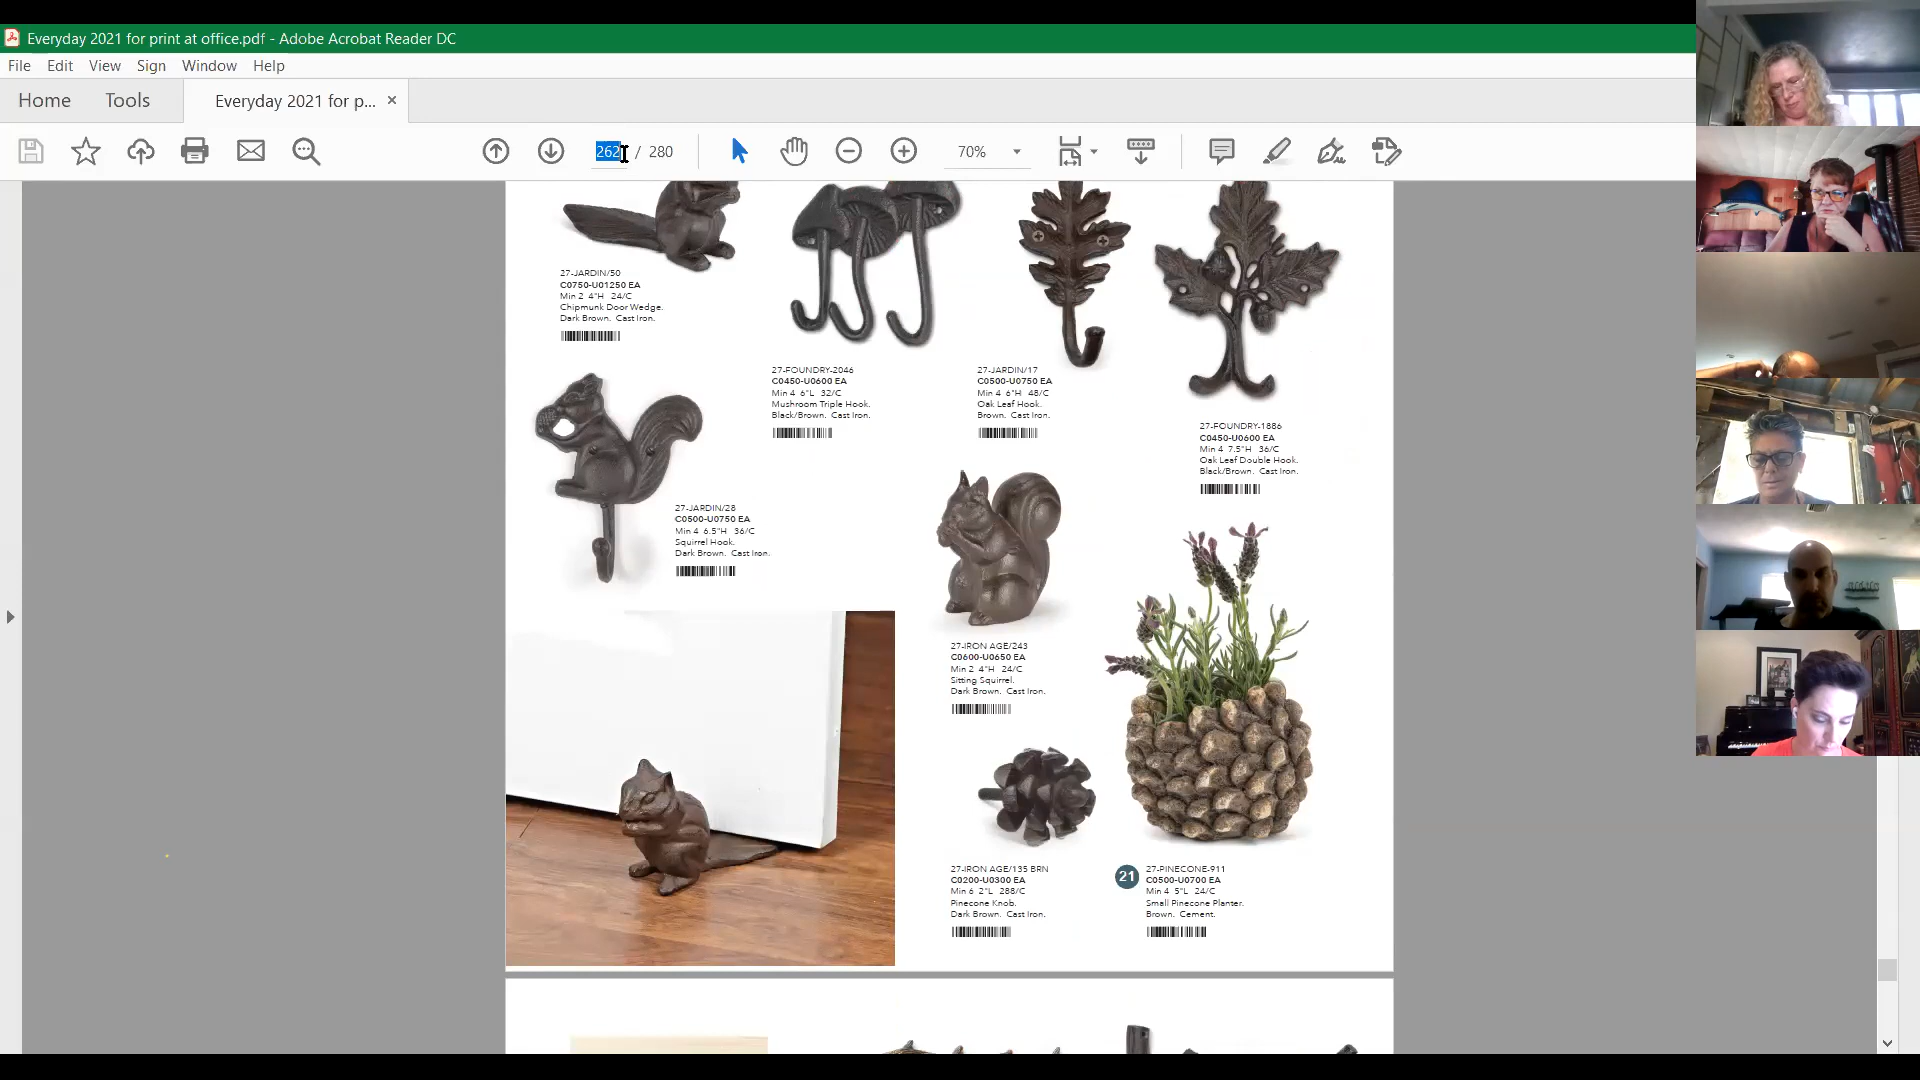 Everyday 2021 for print at office.pdf - Adobe Acrobat Reader DC
File Edit View Sign Window Help
Home Tools Everyday 2021 for p... ×
262 / 280 70%
27-JARDIN/50
C0750-U01250 EA
Min 2 4"H 24/C
Chipmunk Door Wedge.
Dark Brown. Cast Iron.
27-FOUNDRY-2046
C0450-U0600 EA
Min 4 6"L 32/C
Mushroom Triple Hook.
Black/Brown. Cast Iron.
27-JARDIN/17
C0500-U0750 EA
Min 4 6"H 48/C
Oak Leaf Hook.
Brown. Cast Iron.
27-FOUNDRY-1886
C0450-U0600 EA
Min 4 7.5"H 36/C
Oak Leaf Double Hook.
Black/Brown. Cast Iron.
27-JARDIN/28
C0500-U0750 EA
Min 4 6.5"H 36/C
Squirrel Hook.
Dark Brown. Cast Iron.
27-IRON AGE/243
C0600-U0650 EA
Min 2 4"H 24/C
Sitting Squirrel.
Dark Brown. Cast Iron.
27-IRON AGE/135 BRN
C0200-U0300 EA
Min 6 2"L 288/C
Pinecone Knob.
Dark Brown. Cast Iron.
21
27-PINECONE-911
C0500-U0700 EA
Min 4 5"L 24/C
Small Pinecone Planter.
Brown. Cement.